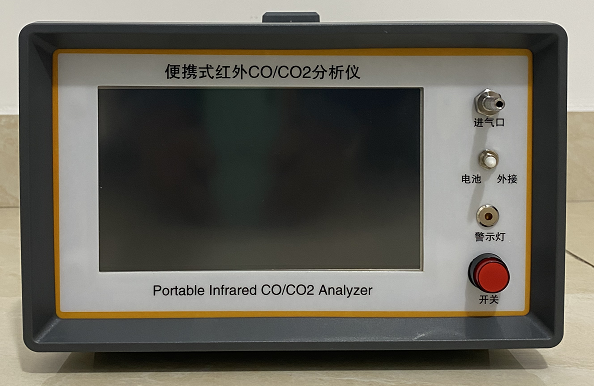 便携式红外CO/CO2分析仪
进气口
电池 外接
警示灯
开关
Portable Infrared CO/CO2 Analyzer